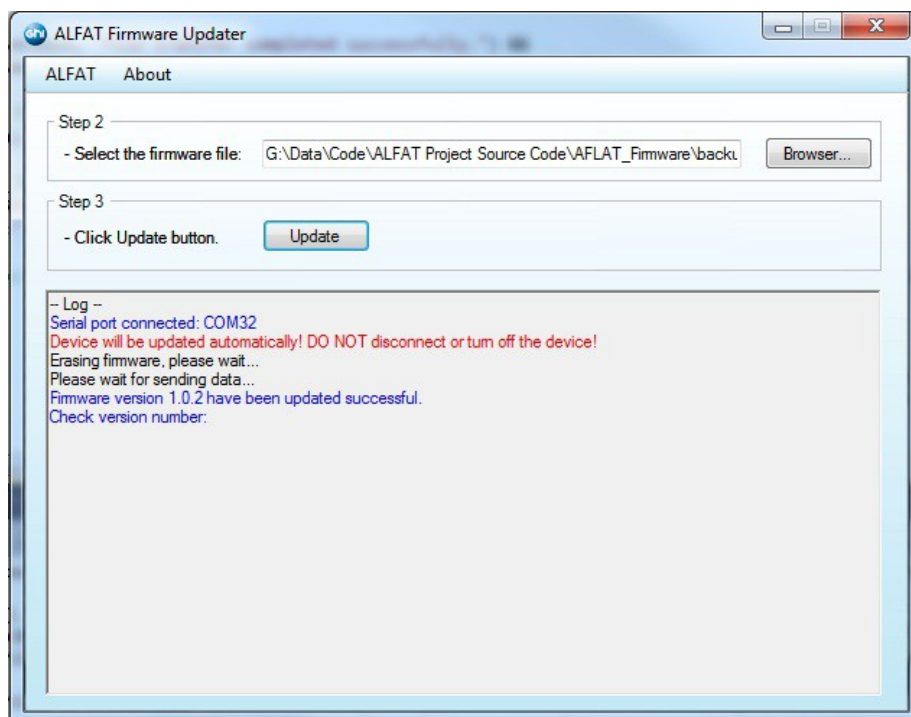 GHI
ALFAT Firmware Updater
ALFAT About
Step 2
- Select the firmware file: G:\Data\Code\ALFAT Project Source Code\AFLAT_Firmware\backu Browser...
Step 3
- Click Update button. Update
-- Log --
Serial port connected: COM32
Device will be updated automatically! DO NOT disconnect or turn off the device!
Erasing firmware, please wait...
Please wait for sending data...
Firmware version 1.0.2 have been updated successful.
Check version number: